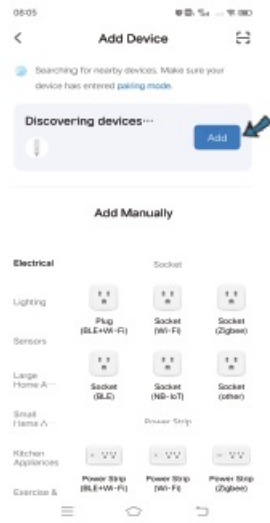 08:05
Add Device
Searching for nearby devices. Make sure your
device has entered pairing mode.
Discovering devices...
Add
Add Manually
Electrical
Socket
Lighting
Plug
(BLE+Wi-Fi)
Socket
(Wi-Fi)
Socket
(Zigbee)
Sensors
Large
Home A...
Socket
(BLE)
Socket
(NB-IoT)
Socket
(other)
Small
Home A...
Power Strip
Kitchen
Appliances
Power Strip
(BLE+Wi-Fi)
Power Strip
(Wi-Fi)
Power Strip
(Zigbee)
Exercise &